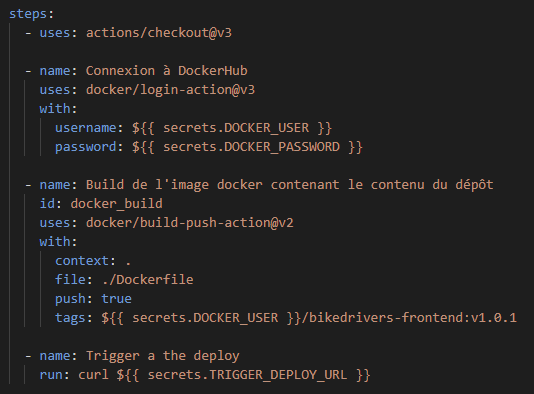 steps:
- uses: actions/checkout@v3
- name: Connexion à DockerHub
uses: docker/login-action@v3
with:
username: ${{ secrets.DOCKER_USER }}
password: ${{ secrets.DOCKER_PASSWORD }}
- name: Build de l'image docker contenant le contenu du dépôt
id: docker_build
uses: docker/build-push-action@v2
with:
context: .
file: ./Dockerfile
push: true
tags: ${{ secrets.DOCKER_USER }}/bikedrivers-frontend:v1.0.1
- name: Trigger a the deploy
run: curl ${{ secrets.TRIGGER_DEPLOY_URL }}